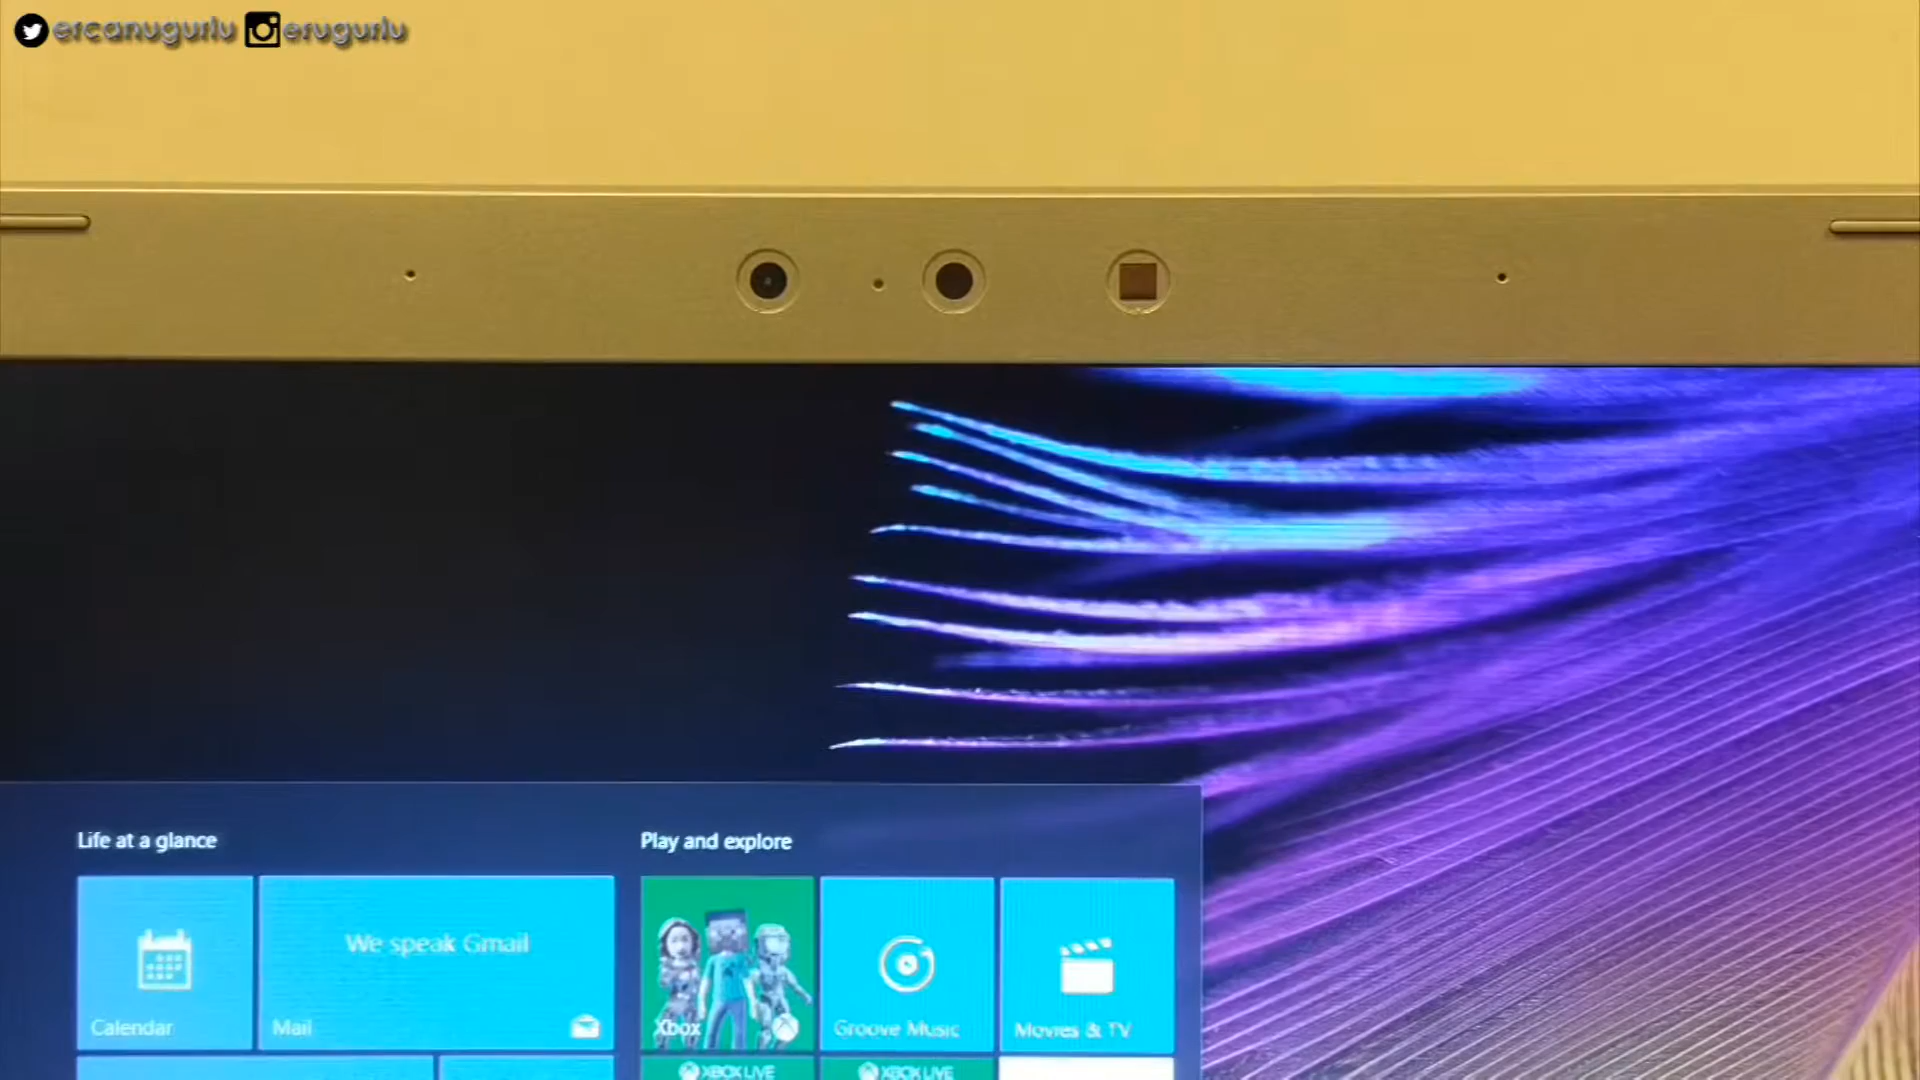 ercanugurlu erugurlu
Life at a glance
Play and explore
We speak Gmail
Calendar
Mail
Xbox
Groove Music
Movies & TV
XBOX LIVE
XBOX LIVE